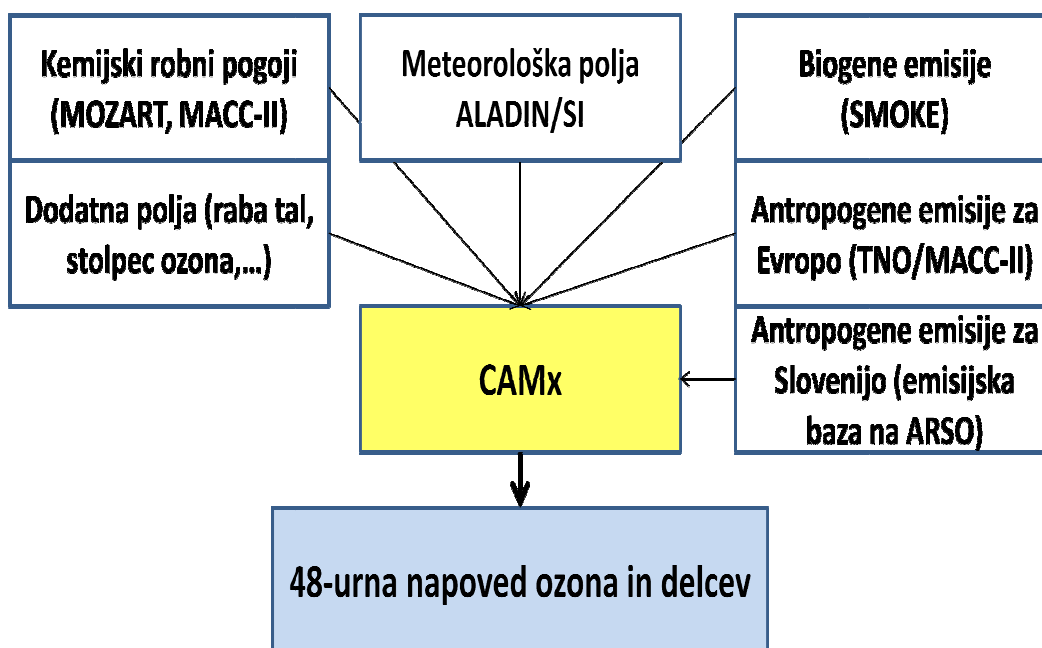 Kemijski robni pogoji
(MOZART, MACC-II)
Dodatna polja (raba tal,
stolpec ozona,...)
Meteorološka polja
ALADIN/SI
Biogene emisije
(SMOKE)
Antropogene emisije za
Evropo (TNO/MACC-II)
Antropogene emisije za
Slovenijo (emisijska
baza na ARSO)
CAMx
48-urna napoved ozona in delcev